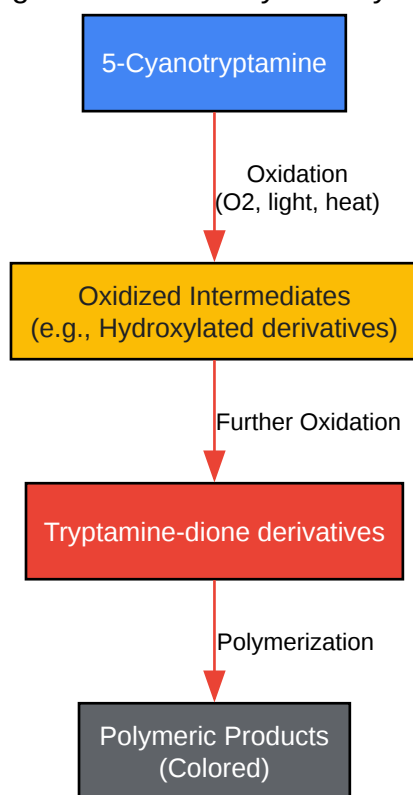 5-Cyanotryptamine
Oxidation
(O2, light, heat)
Oxidized Intermediates
(e.g., Hydroxylated derivatives)
Further Oxidation
Tryptamine-dione derivatives
Polymerization
Polymeric Products
(Colored)